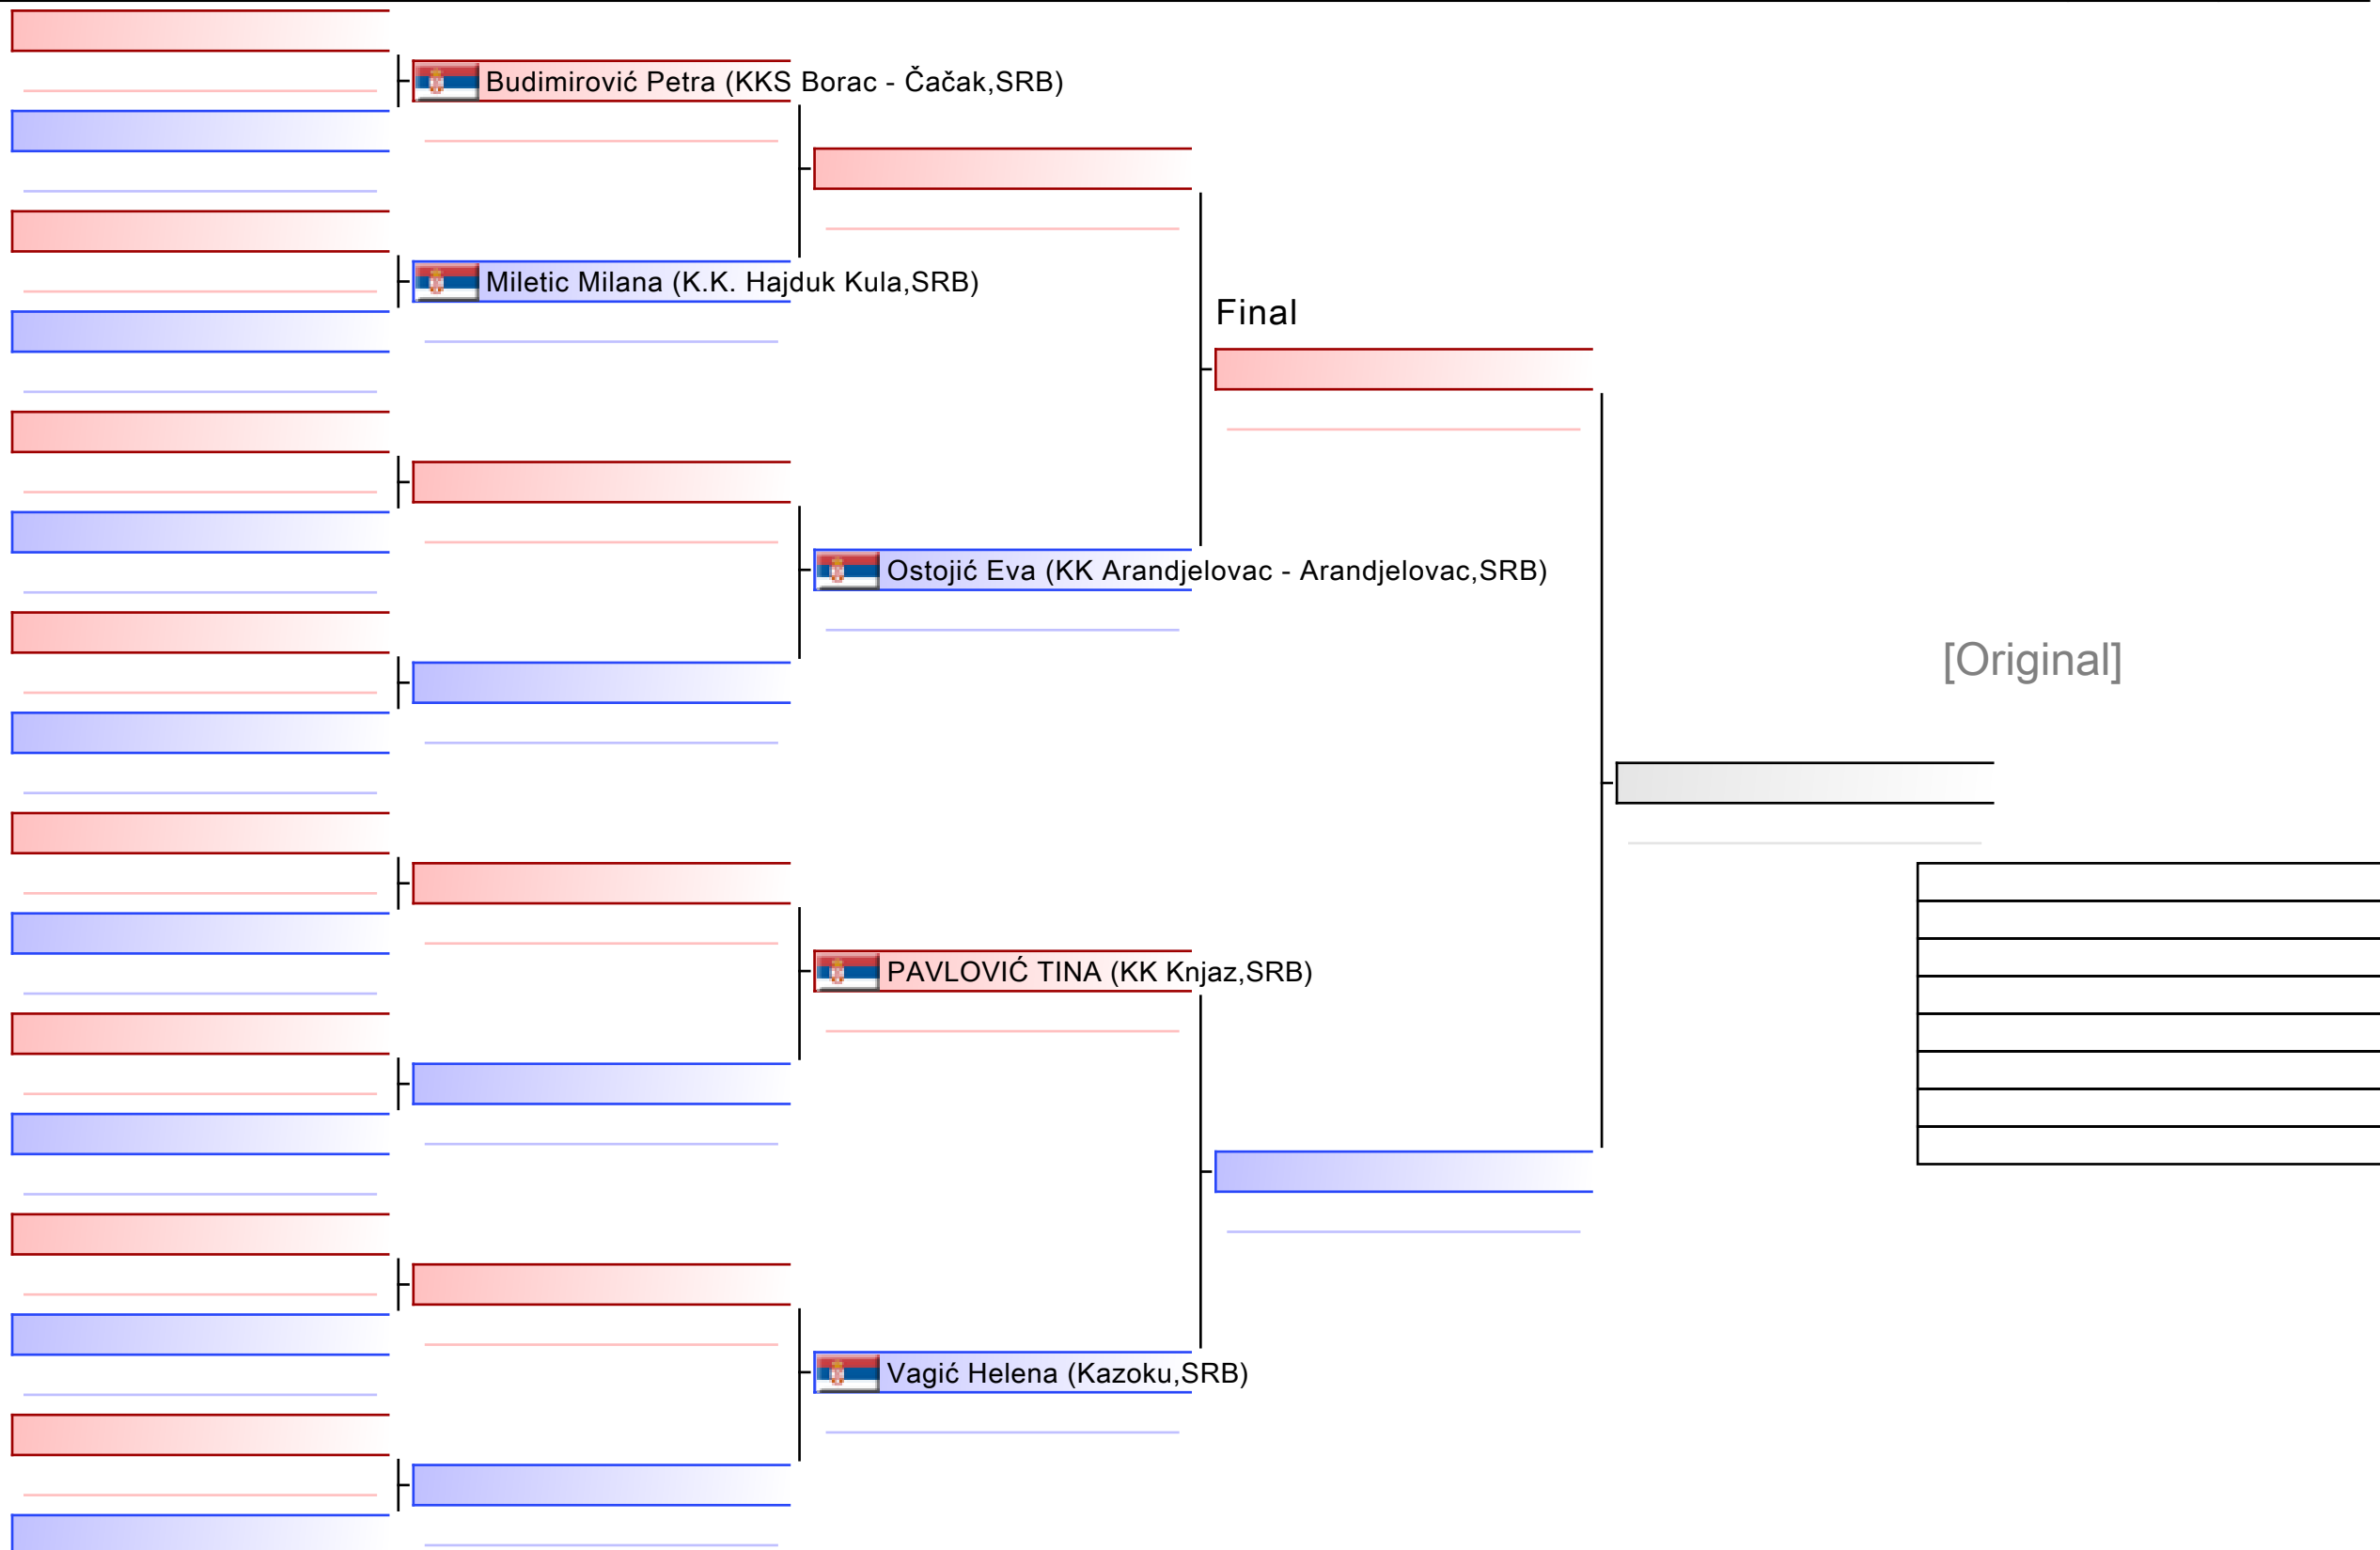 Budimirović Petra (KKS Borac - Čačak,SRB)
Miletic Milana (K.K. Hajduk Kula,SRB)
Final
Ostojić Eva (KK Arandjelovac - Arandjelovac,SRB)
[Original]
PAVLOVIĆ TINA (KK Knjaz,SRB)
Vagić Helena (Kazoku,SRB)